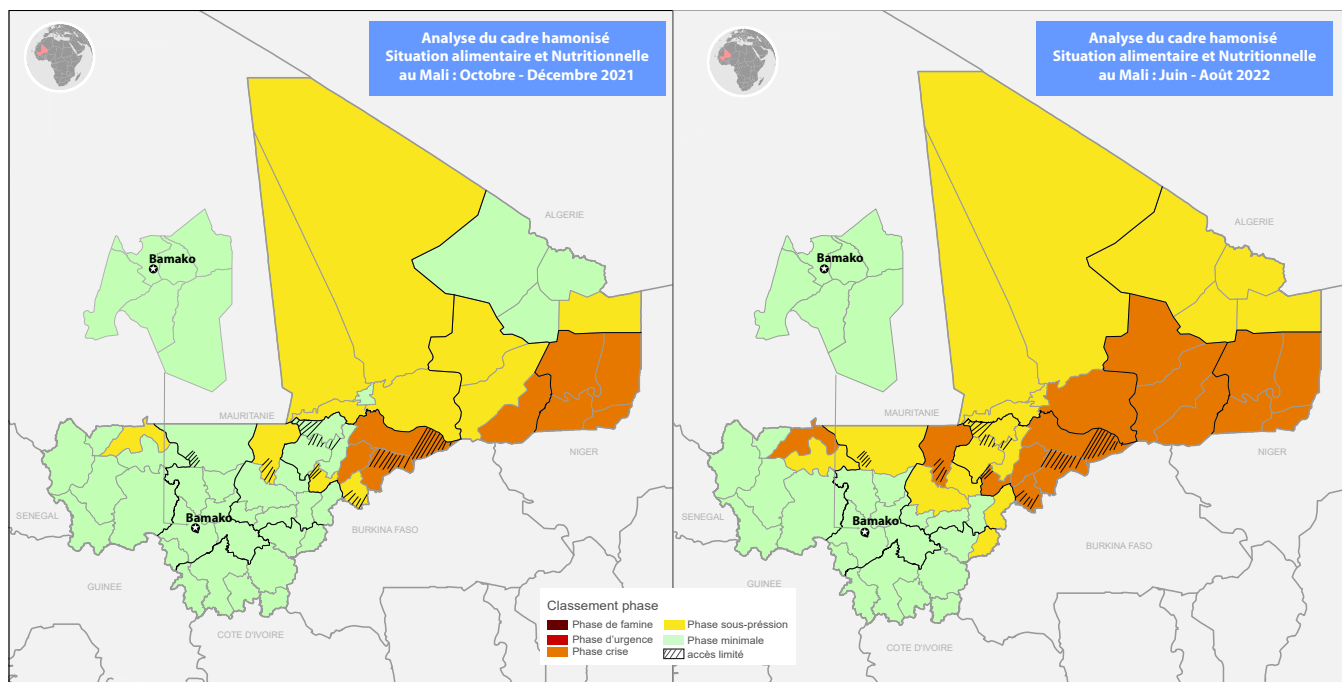 Analyse du cadre hamonisé
Situation alimentaire et Nutritionnelle
au Mali : Octobre - Décembre 2021
ALGERIE
Bamako
MAURITANIE
NIGER
SENEGAL
Bamako
BURKINA FASO
GUINEE
COTE D'IVOIRE
Analyse du cadre hamonisé
Situation alimentaire et Nutritionnelle
au Mali : Juin - Août 2022
ALGERIE
Bamako
MAURITANIE
NIGER
SENEGAL
Bamako
BURKINA FASO
GUINEE
COTE D'IVOIRE
Classement phase
Phase de famine
Phase d'urgence
Phase crise
Phase sous-préssion
Phase minimale
accès limité